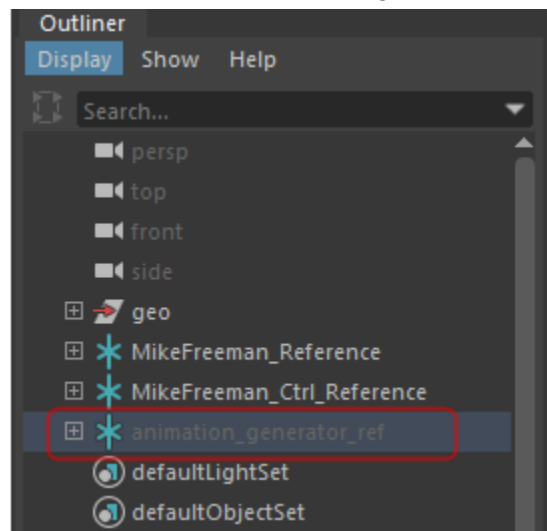 Outliner
Display Show Help
Search...
persp
top
front
side
geo
MikeFreeman_Reference
MikeFreeman_Ctrl_Reference
animation_generator_ref
defaultLightSet
defaultObjectSet